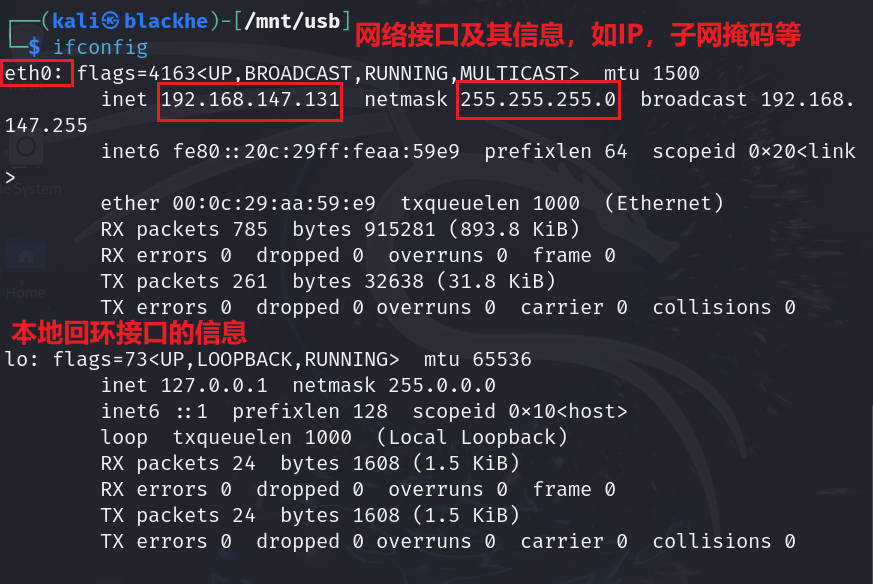 ┌──(kali㉿blackhe)-[/mnt/usb]
└─$ ifconfig
网络接口及其信息，如IP，子网掩码等
eth0: flags=4163<UP,BROADCAST,RUNNING,MULTICAST>  mtu 1500
        inet 192.168.147.131  netmask 255.255.255.0  broadcast 192.168.
147.255
        inet6 fe80::20c:29ff:feaa:59e9  prefixlen 64  scopeid 0×20<link
>
        ether 00:0c:29:aa:59:e9  txqueuelen 1000  (Ethernet)
        RX packets 785  bytes 915281 (893.8 KiB)
        RX errors 0  dropped 0  overruns 0  frame 0
        TX packets 261  bytes 32638 (31.8 KiB)
        TX errors 0  dropped 0 overruns 0  carrier 0  collisions 0
本地回环接口的信息
lo: flags=73<UP,LOOPBACK,RUNNING>  mtu 65536
        inet 127.0.0.1  netmask 255.0.0.0
        inet6 ::1  prefixlen 128  scopeid 0×10<host>
        loop  txqueuelen 1000  (Local Loopback)
        RX packets 24  bytes 1608 (1.5 KiB)
        RX errors 0  dropped 0  overruns 0  frame 0
        TX packets 24  bytes 1608 (1.5 KiB)
        TX errors 0  dropped 0 overruns 0  carrier 0  collisions 0
System
Home